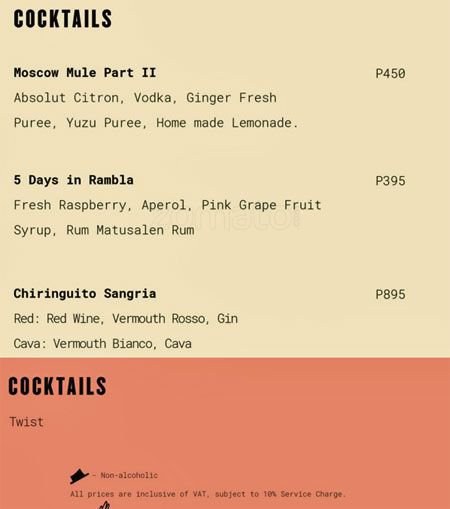 COCKTAILS
Moscow Mule Part II P450
Absolut Citron, Vodka, Ginger Fresh
Puree, Yuzu Puree, Home made Lemonade.
5 Days in Rambla P395
Fresh Raspberry, Aperol, Pink Grape Fruit
Syrup, Rum Matusalen Rum
zomato
Chiringuito Sangria P895
Red: Red Wine, Vermouth Rosso, Gin
Cava: Vermouth Bianco, Cava
COCKTAILS
Twist
- Non-alcoholic
All prices are inclusive of VAT, subject to 10% Service Charge.